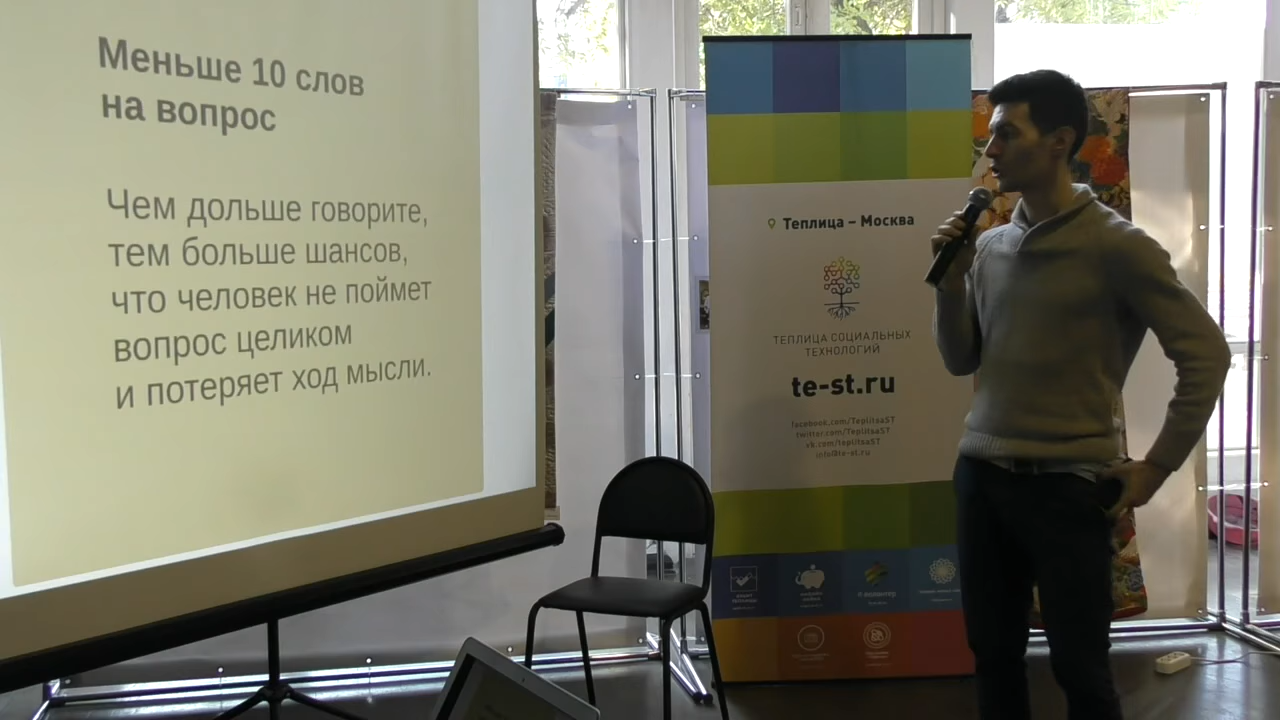 Меньше 10 слов
на вопрос
Чем дольше говорите,
тем больше шансов,
что человек не поймет
вопрос целиком
и потеряет ход мысли.
Теплица – Москва
ТЕПЛИЦА СОЦИАЛЬНЫХ
ТЕХНОЛОГИЙ
te-st.ru
facebook.com/TeplitsaST
twitter.com/TeplitsaST
vk.com/teplitsaST
info@te-st.ru